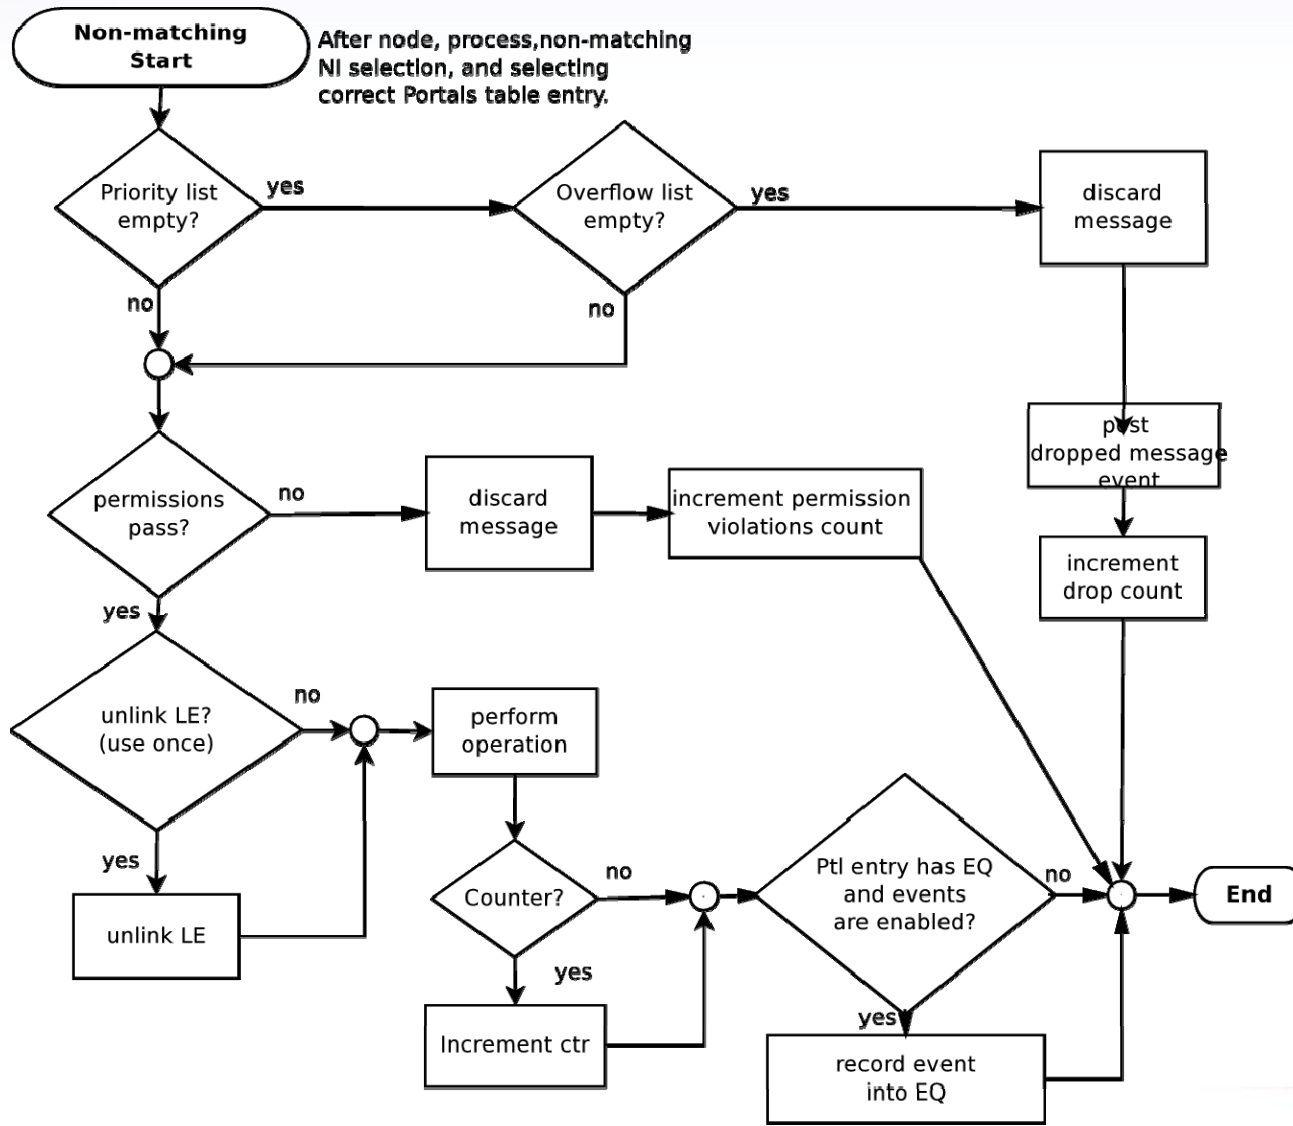 Non-matching
Start
After node, process,non-matching
NI selection, and selecting
correct Portals table entry.
Priority list
empty?
yes
Overflow list
empty?
yes
discard
message
no
no
post
dropped message
event
permissions
pass?
no
discard
message
increment permission
violations count
increment
drop count
yes
unlink LE?
(use once)
no
perform
operation
yes
unlink LE
Counter?
no
Ptl entry has EQ
and events
are enabled?
no
End
yes
Increment ctr
yes
record event
into EQ